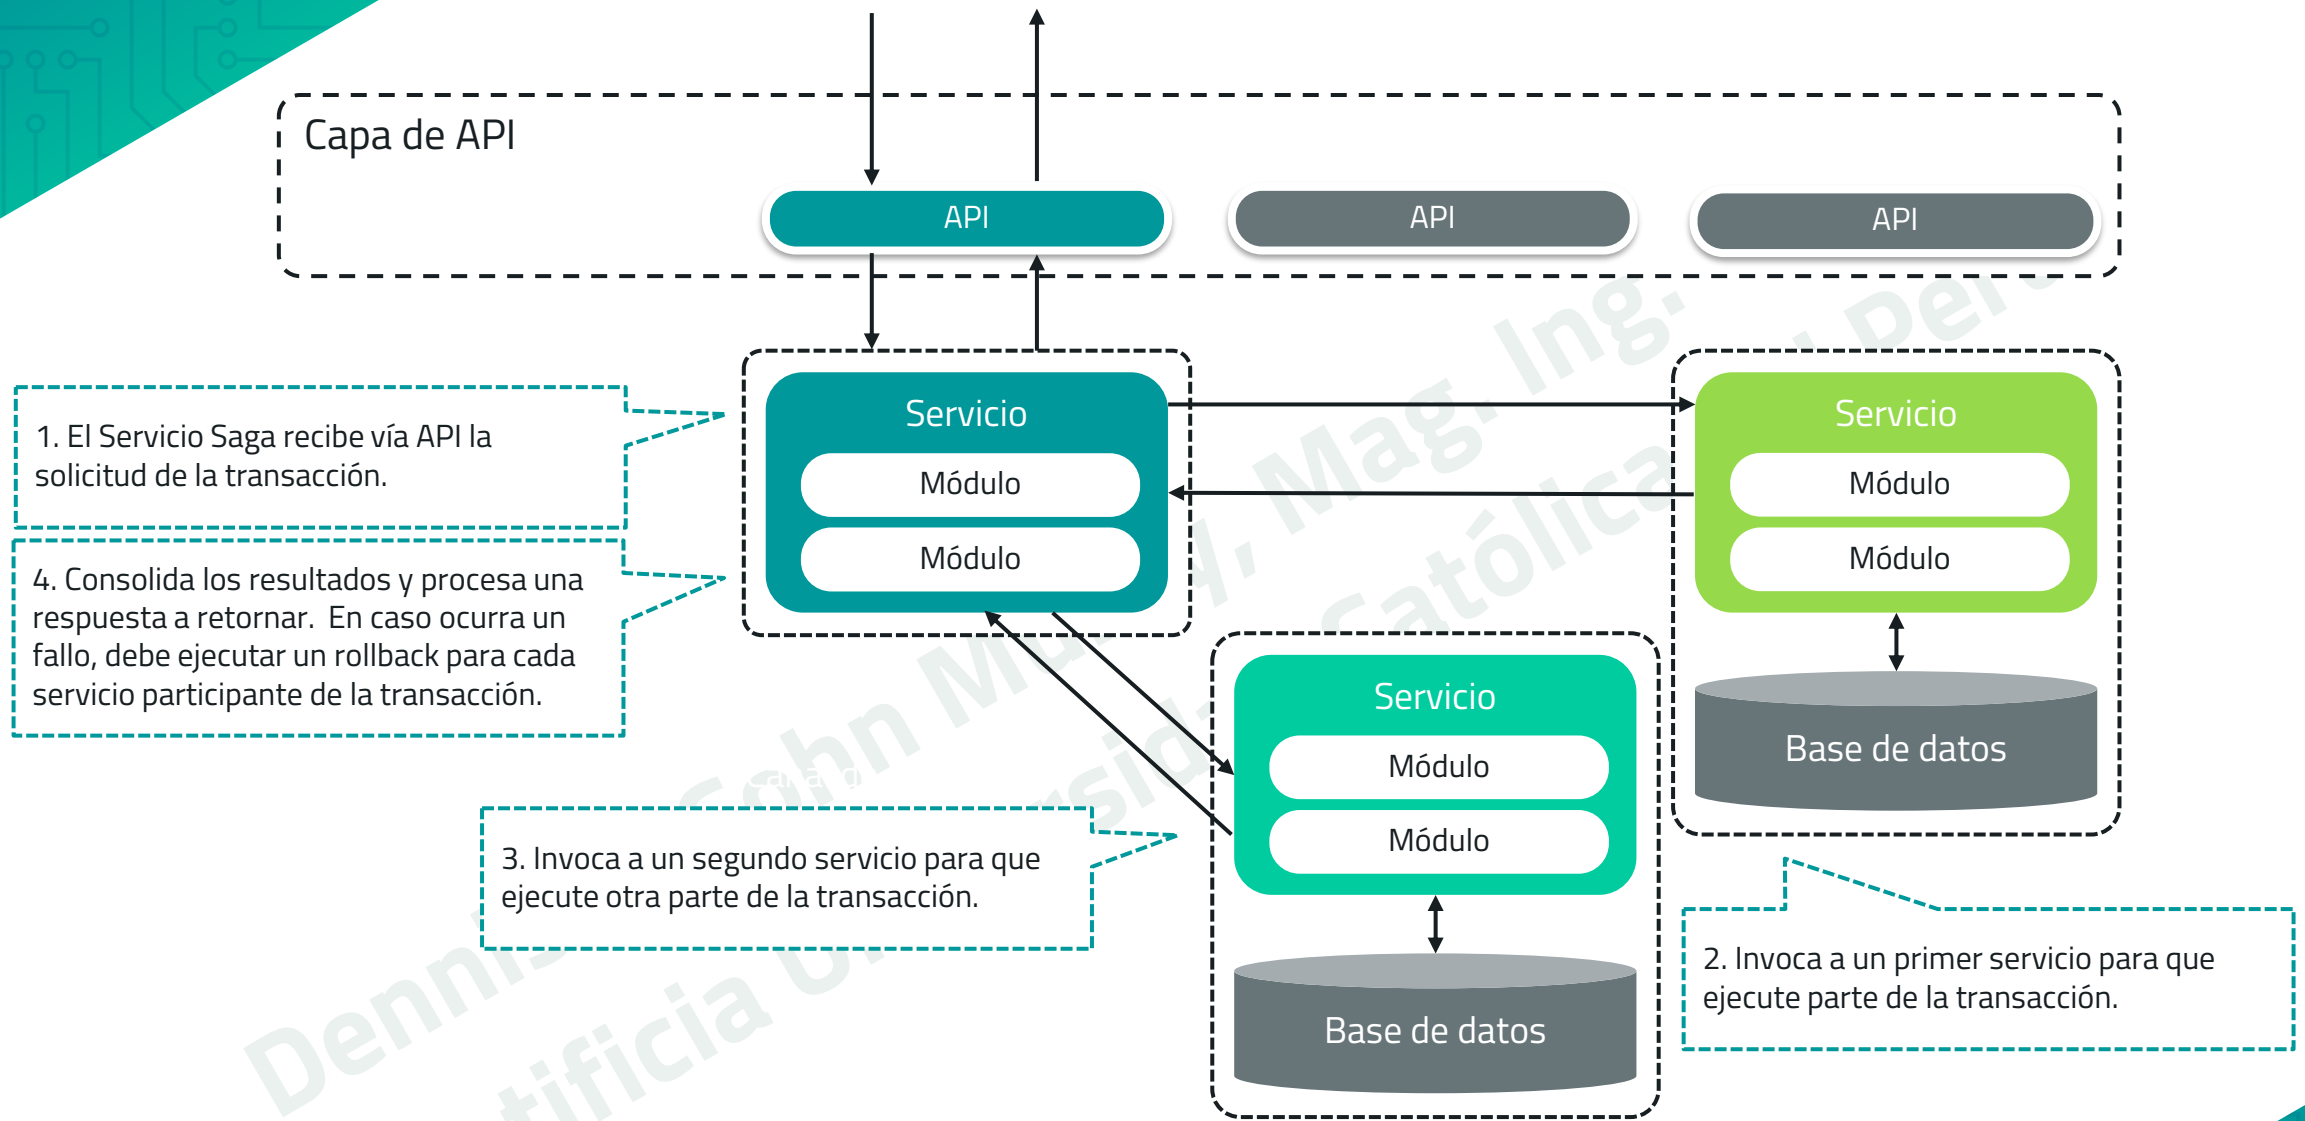 Capa de API
API
API
API
Servicio
Módulo
Módulo
Servicio
Módulo
Módulo
Base de datos
1. El Servicio Saga recibe vía API la
solicitud de la transacción.
4. Consolida los resultados y procesa una
respuesta a retornar.  En caso ocurra un
fallo, debe ejecutar un rollback para cada
servicio participante de la transacción.
Servicio
Módulo
Módulo
Base de datos
3. Invoca a un segundo servicio para que
ejecute otra parte de la transacción.
2. Invoca a un primer servicio para que
ejecute parte de la transacción.
Mag. Ing.
Católica